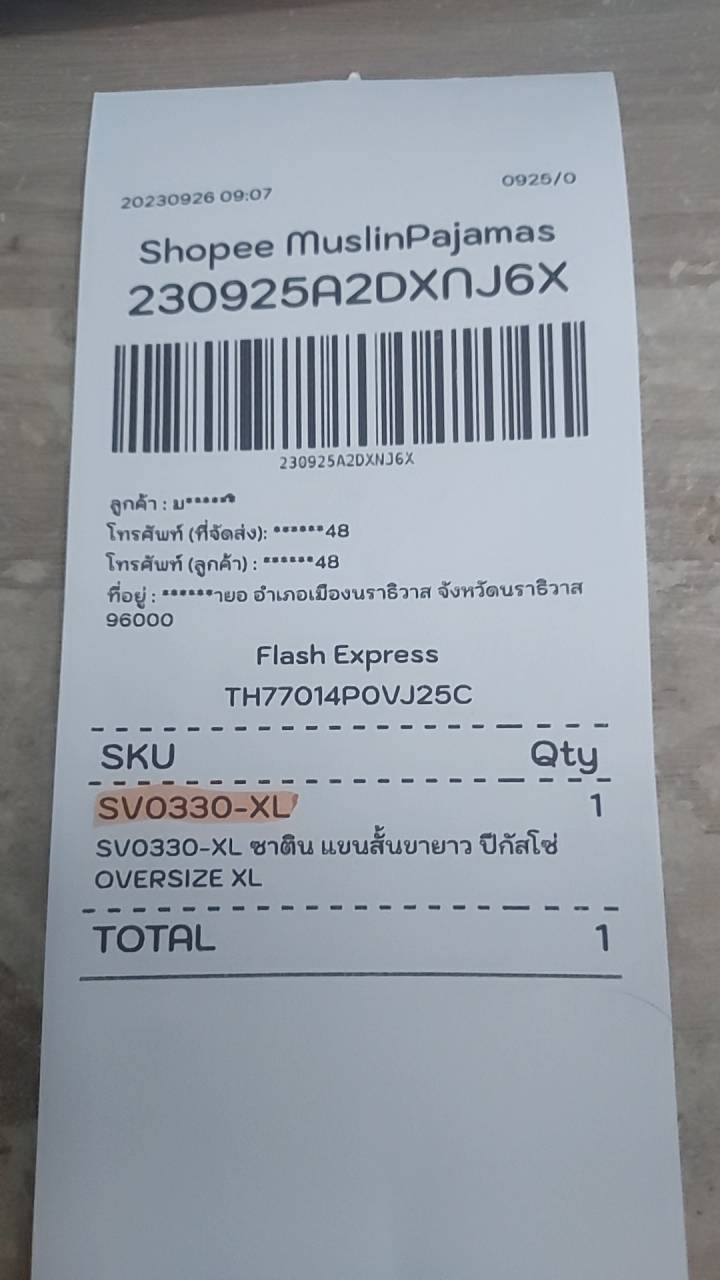 20230926 09:07
0925/0
Shopee MuslinPajamas
230925A2DXNJ6X
230925A2DXNJ6X
ลูกค้า : ม******
โทรศัพท์ (ที่จัดส่ง): ******48
โทรศัพท์ (ลูกค้า) : ******48
ที่อยู่ : ******ายอ อำเภอเมืองนราธิวาส จังหวัดนราธิวาส
96000
Flash Express
TH77014P0VJ25C
SKU Qty
SV0330-XL 1
SV0330-XL ซาติน แขนสั้นขายาว ปีกัสโซ่
OVERSIZE XL
TOTAL 1